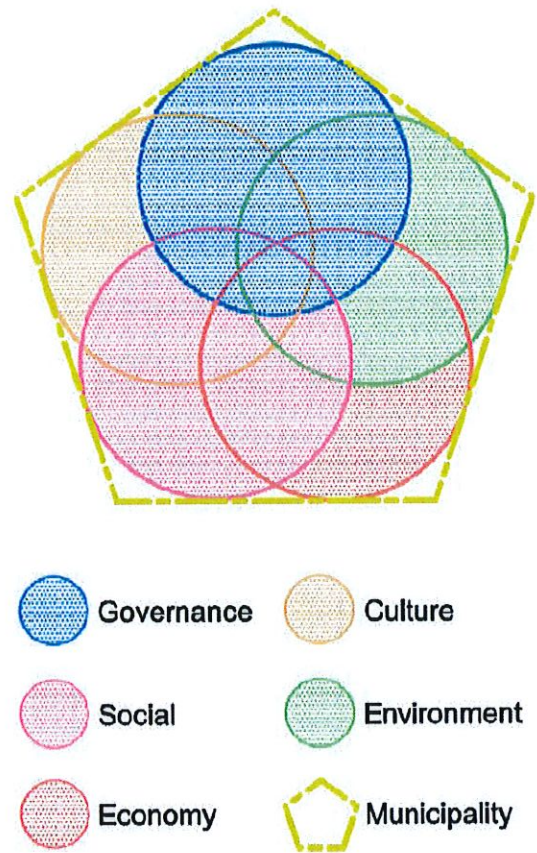 Governance
Culture
Social
Environment
Economy
Municipality